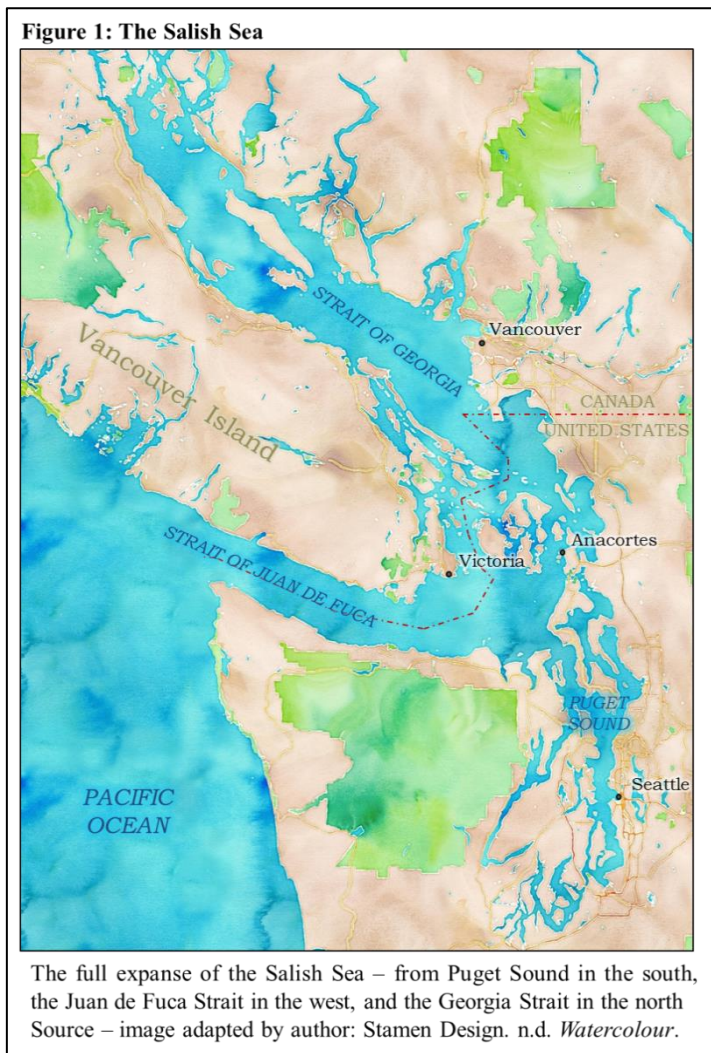 Figure 1: The Salish Sea
STRAIT OF GEORGIA
Vancouver
Vancouver Island
CANADA
UNITED STATES
STRAIT OF JUAN DE FUCA
Victoria
Anacortes
PUGET
SOUND
Seattle
PACIFIC
OCEAN
The full expanse of the Salish Sea – from Puget Sound in the south,
the Juan de Fuca Strait in the west, and the Georgia Strait in the north
Source – image adapted by author: Stamen Design. n.d. Watercolour.